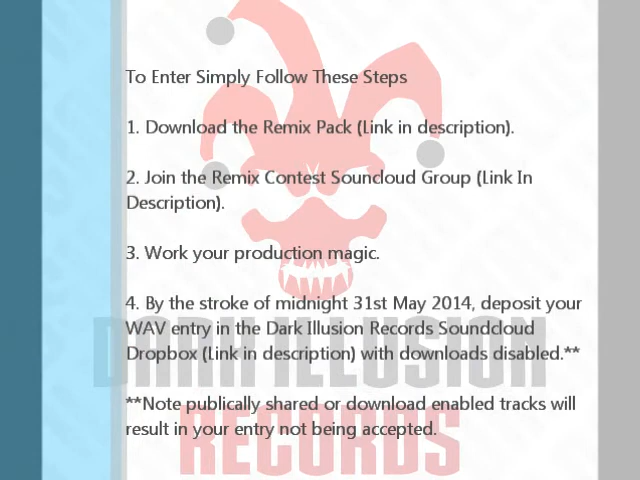 To Enter Simply Follow These Steps
1. Download the Remix Pack (Link in description).
2. Join the Remix Contest Souncloud Group (Link In
Description).
3. Work your production magic.
4. By the stroke of midnight 31st May 2014, deposit your
WAV entry in the Dark Illusion Records Soundcloud
Dropbox (Link in description) with downloads disabled.**
**Note publically shared or download enabled tracks will
result in your entry not being accepted.
DARK ILLUSION
RECORDS